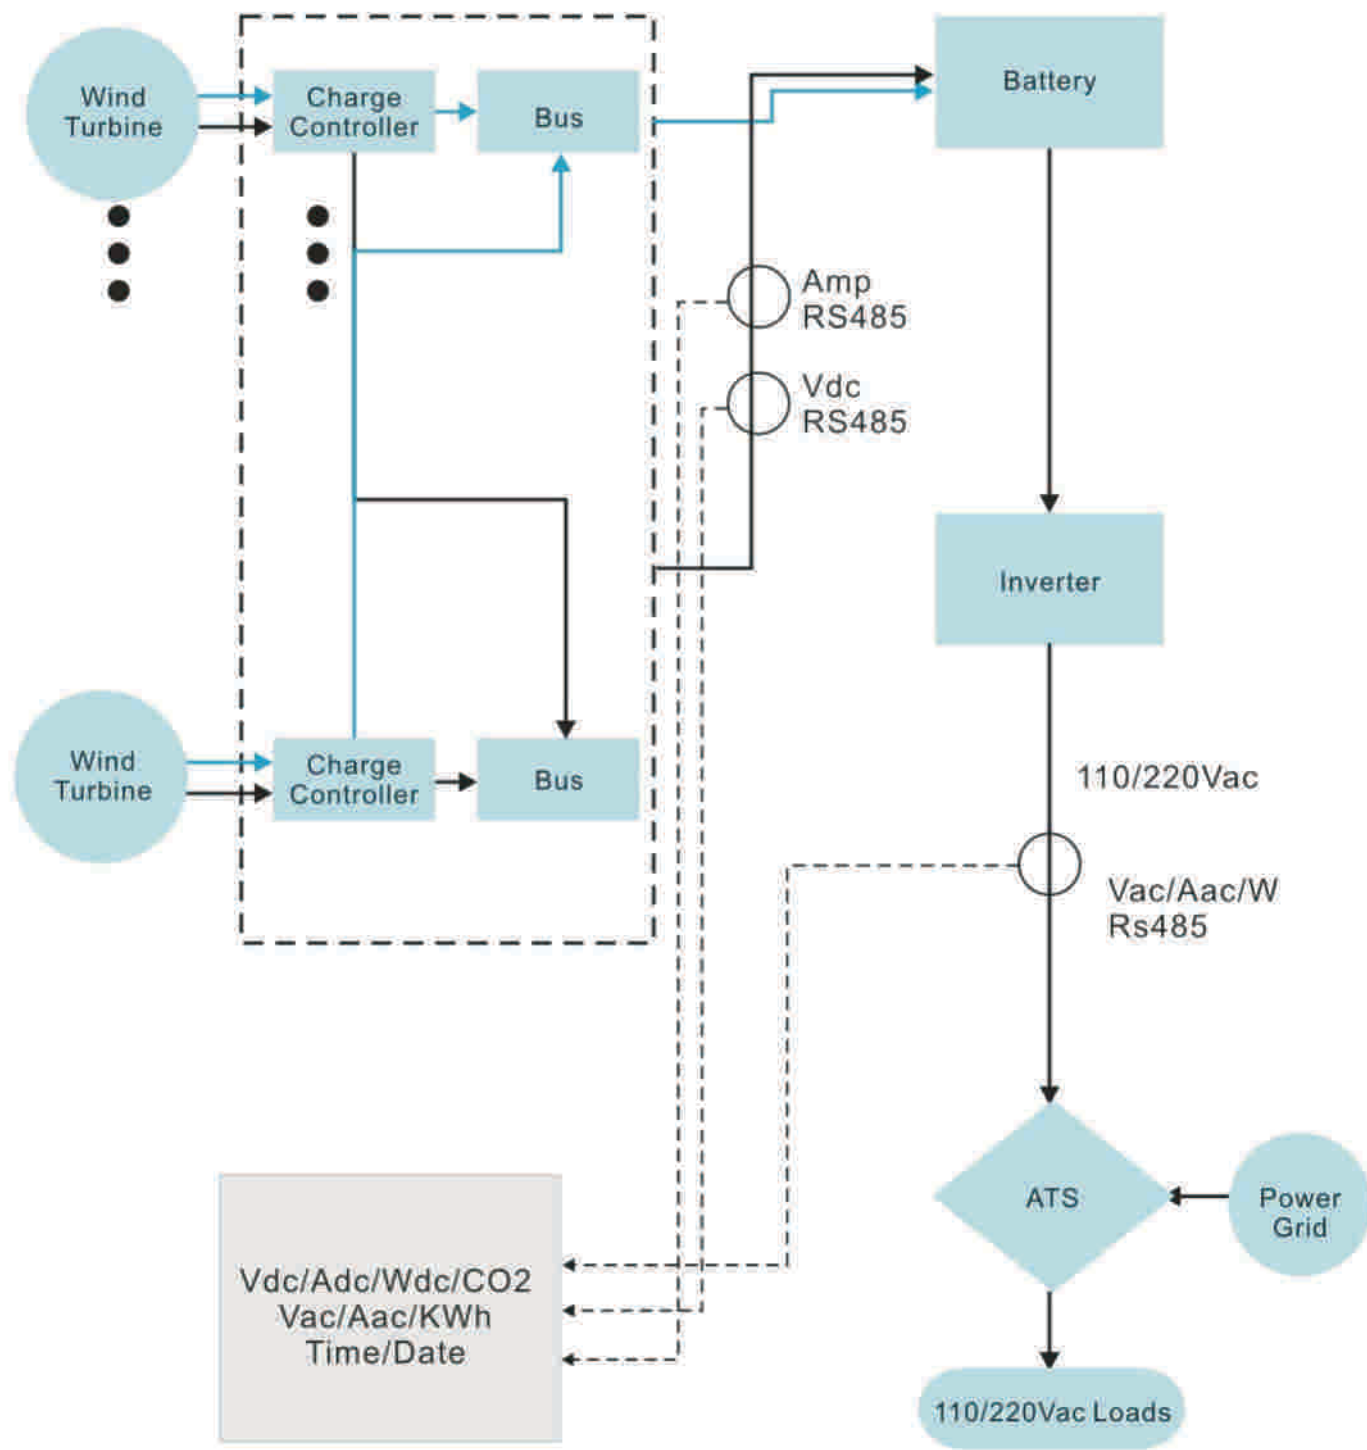 Wind
Turbine
Charge
Controller
Bus
Battery
Amp
RS485
Vdc
RS485
Inverter
Wind
Turbine
Charge
Controller
Bus
110/220Vac
Vac/Aac/W
Rs485
ATS
Power
Grid
Vdc/Adc/Wdc/CO2
Vac/Aac/KWh
Time/Date
110/220Vac Loads